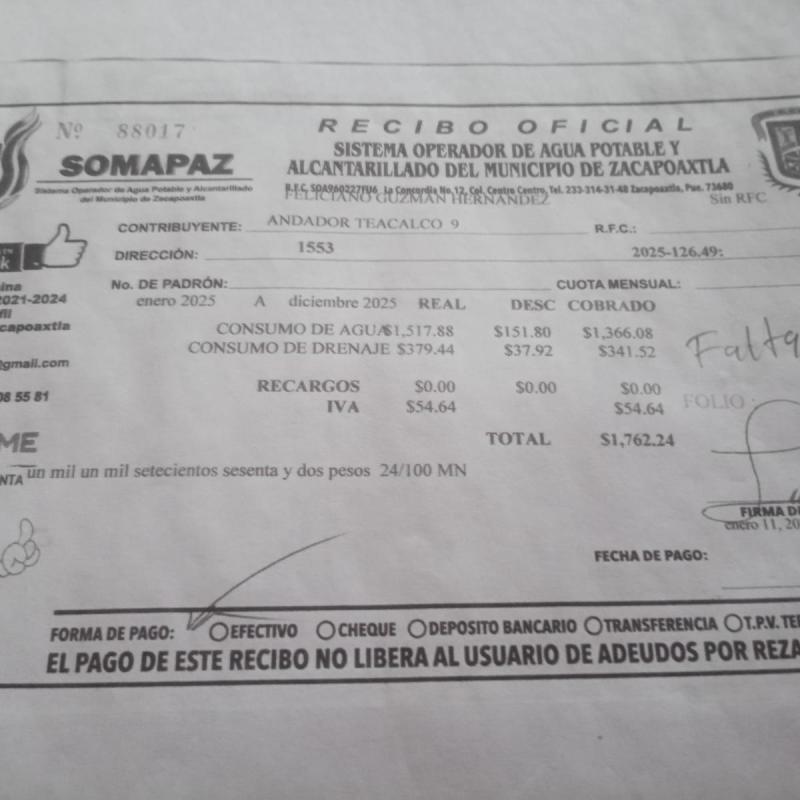 Nº 88017
RECIBO OFICIAL
SOMAPAZ
SISTEMA OPERADOR DE AGUA POTABLE Y
ALCANTARILLADO DEL MUNICIPIO DE ZACAPOAXTLA
Sistema Operador de Agua Potable y Alcantarillado
del Municipio de Zacapoaxtla
R.F.C. SOA960227FU6 La Concordia No.12, Col. Centro Centro, Tel. 233-314-31-48 Zacapoaxtla, Pue. 73680
FELICIANO GUZMAN HERNANDEZ Sin RFC
CONTRIBUYENTE: ANDADOR TEACALCO 9 R.F.C.:
DIRECCIÓN: 1553 2025-126.49:
No. DE PADRÓN: CUOTA MENSUAL:
ina
2021-2024
capoaxtla
@gmail.com
08 55 81
enero 2025 A diciembre 2025 REAL DESC COBRADO
CONSUMO DE AGUA$1,517.88 $151.80 $1,366.08
CONSUMO DE DRENAJE $379.44 $37.92 $341.52
Falta
RECARGOS $0.00 $0.00 $0.00
IVA $54.64 $54.64
FOLIO
ME
TOTAL $1,762.24
NTA un mil un mil setecientos sesenta y dos pesos 24/100 MN
FIRMA DE
enero 11, 20
FECHA DE PAGO:
FORMA DE PAGO: EFECTIVO CHEQUE DEPOSITO BANCARIO TRANSFERENCIA T.P.V. TE
EL PAGO DE ESTE RECIBO NO LIBERA AL USUARIO DE ADEUDOS POR REZA